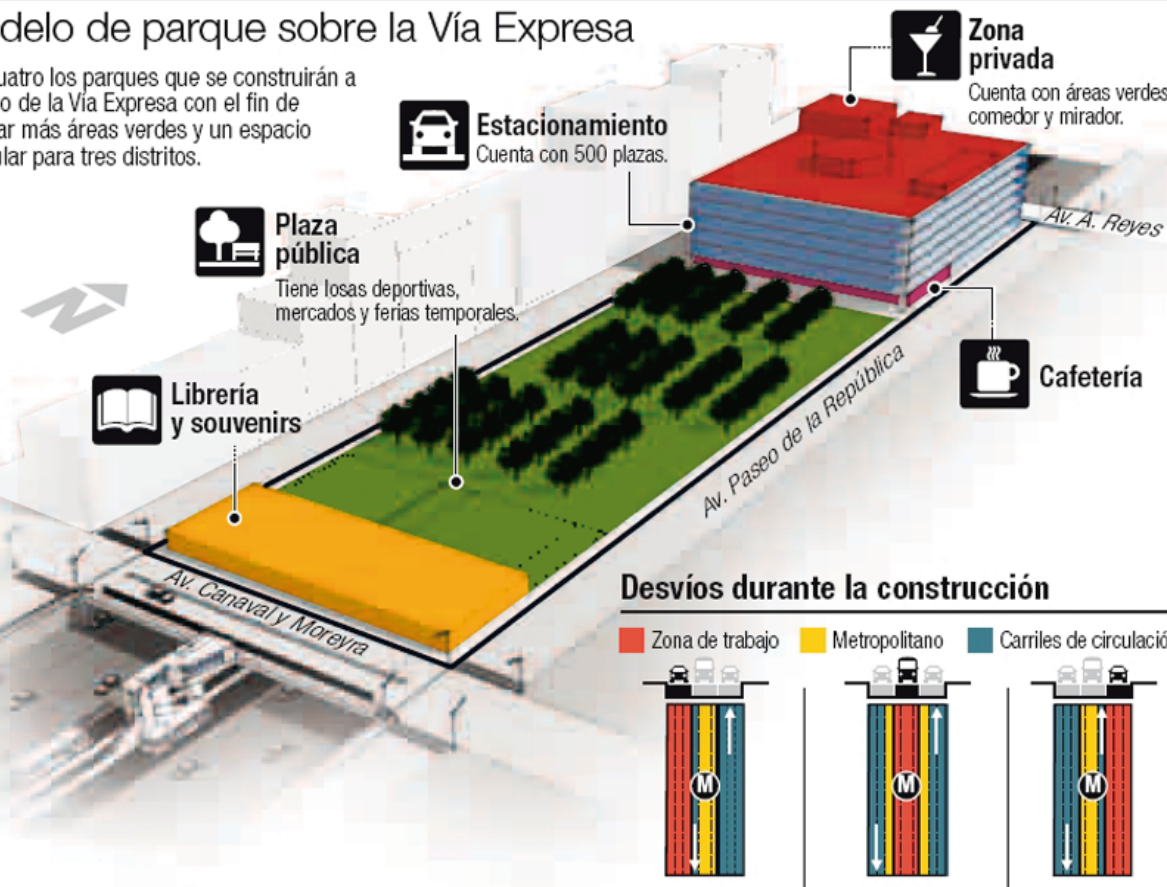 delo de parque sobre la Vía Expresa
uatro los parques que se construirán a
o de la Vía Expresa con el fin de
ar más áreas verdes y un espacio
ular para tres distritos.
Zona
privada
Cuenta con áreas verdes
comedor y mirador.
Estacionamiento
Cuenta con 500 plazas.
Av. A. Reyes
Plaza
pública
Tiene losas deportivas,
mercados y ferias temporales.
N
Cafetería
Librería
y souvenirs
Av. Paseo de la República
Av. Canaval y Moreyra
Desvíos durante la construcción
Zona de trabajo
Metropolitano
Carriles de circulació
M
M
M